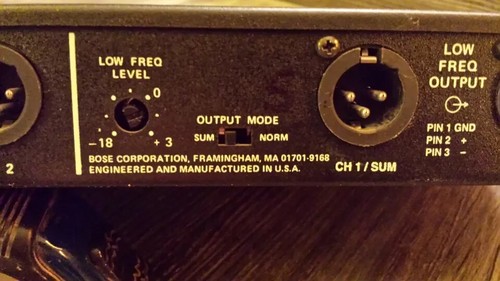 LOW FREQ
LEVEL
0
-18
+3
2
OUTPUT MODE
SUM
NORM
BOSE CORPORATION, FRAMINGHAM, MA 01701-9168
ENGINEERED AND MANUFACTURED IN U.S.A.
CH 1 / SUM
LOW
FREQ
OUTPUT
PIN 1 GND
PIN 2 +
PIN 3 -